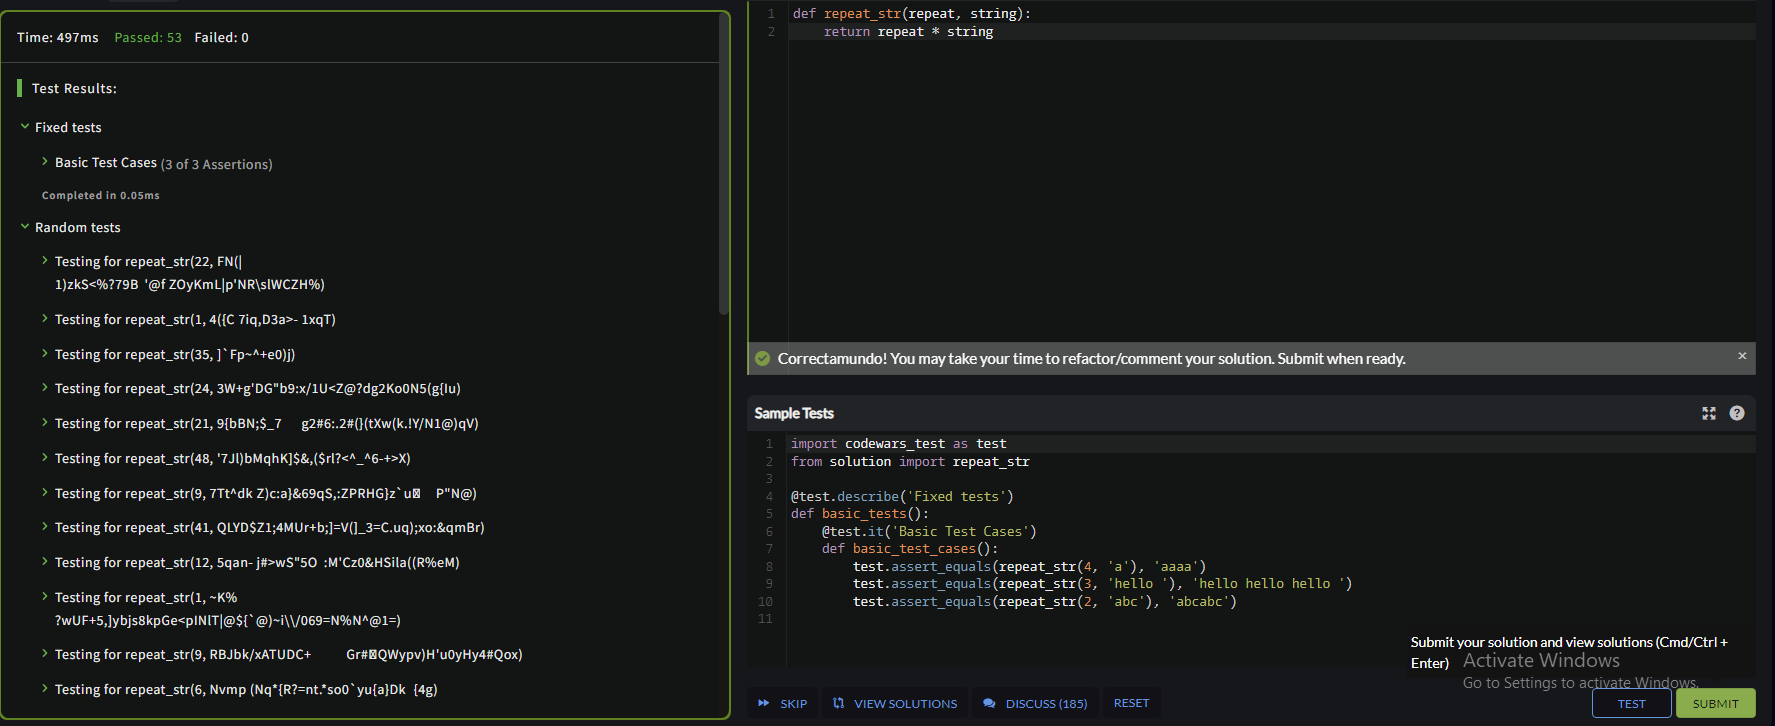 Time: 497ms Passed: 53 Failed: 0
Test Results:
Fixed tests
Basic Test Cases (3 of 3 Assertions)
Completed in 0.05ms
Random tests
Testing for repeat_str(22, FN(|
1)zkS<%?79B '@f ZOyKmL|p'NR\slWCZH%)
Testing for repeat_str(1, 4({C 7iq,D3a>- 1xqT)
Testing for repeat_str(35, ]`Fp~^+e0)j)
Testing for repeat_str(24, 3W+g'DG"b9:x/1U<Z@?dg2Ko0N5(g{Iu)
Testing for repeat_str(21, 9{bBN;$_7 g2#6:.2#(}(tXw(k.!Y/N1@)qV)
Testing for repeat_str(48, '7Jl)bMqhK]$&,($rl?<^_^6-+>X)
Testing for repeat_str(9, 7Tt^dk Z)c:a}&69qS,:ZPRHG}z`u P"N@)
Testing for repeat_str(41, QLYD$Z1;4MUr+b;]=V(]_3=C.uq);xo:&qmBr)
Testing for repeat_str(12, 5qan- j#>wS"5O :M'Cz0&HSila((R%eM)
Testing for repeat_str(1, ~K%
?wUF+5,]ybjs8kpGe<pINlT|@${`@)~i\\/069=N%N^@1=)
Testing for repeat_str(9, RBJbk/xATUDC+ Gr#QWypv)H'u0yHy4#Qox)
Testing for repeat_str(6, Nvmp (Nq*{R?=nt.*so0`yu{a}Dk {4g)
1 def repeat_str(repeat, string):
2 return repeat * string
Correctamundo! You may take your time to refactor/comment your solution. Submit when ready. ×
Sample Tests ?
1 import codewars_test as test
2 from solution import repeat_str
3
4 @test.describe('Fixed tests')
5 def basic_tests():
6 @test.it('Basic Test Cases')
7 def basic_test_cases():
8 test.assert_equals(repeat_str(4, 'a'), 'aaaa')
9 test.assert_equals(repeat_str(3, 'hello '), 'hello hello hello ')
10 test.assert_equals(repeat_str(2, 'abc'), 'abcabc')
11
Submit your solution and view solutions (Cmd/Ctrl +
Enter)
Activate Windows
Go to Settings to activate Windows.
SKIP VIEW SOLUTIONS DISCUSS (185) RESET TEST SUBMIT